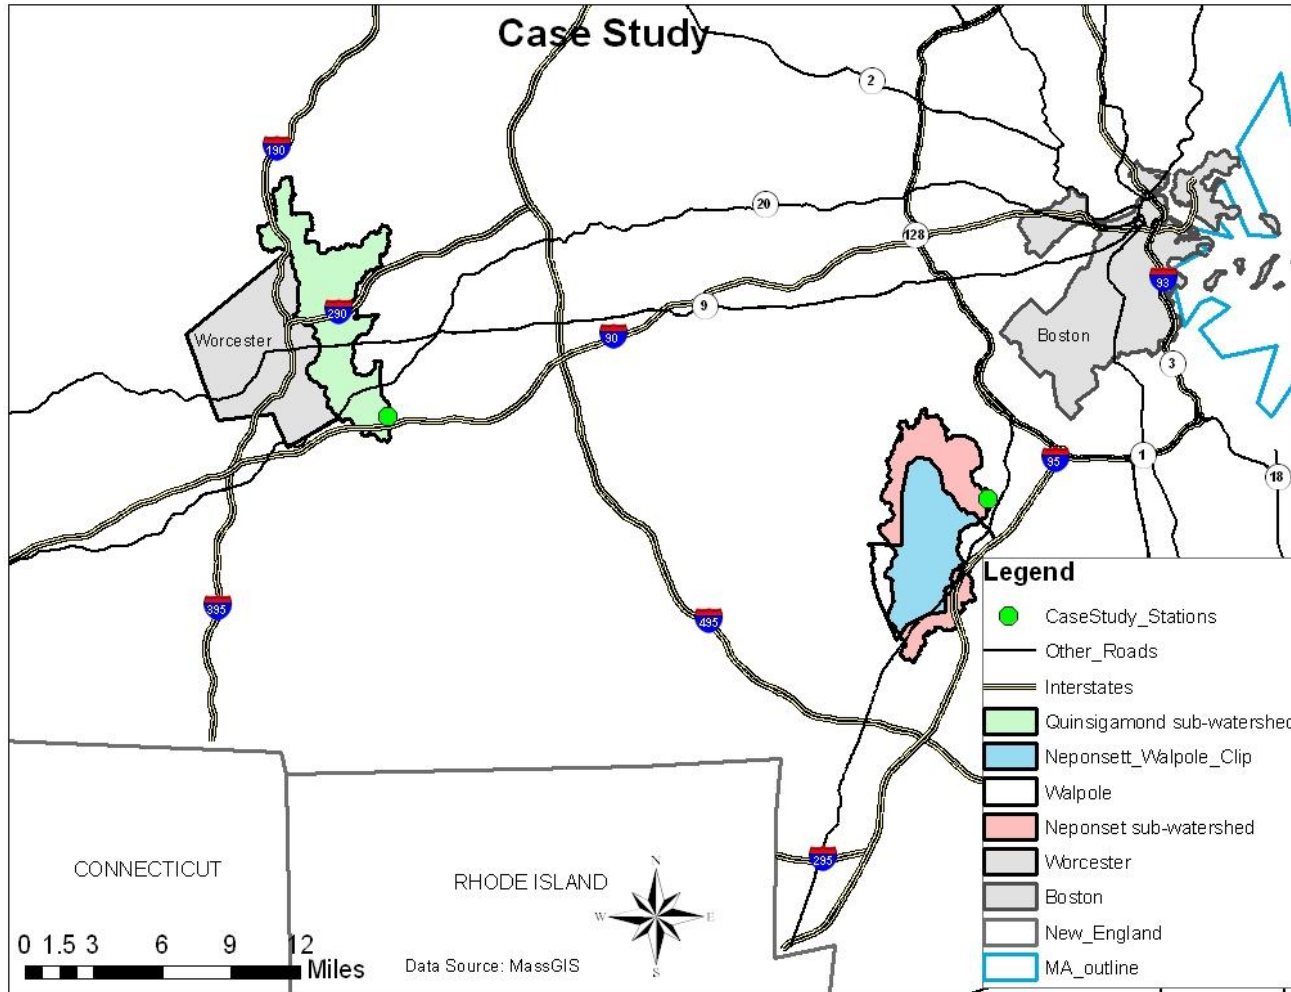 Case Study
2
190
20
128
290
9
93
Worcester
90
Boston
3
95
1
18
395
495
295
CONNECTICUT
RHODE ISLAND
N
W E
S
0 1.5 3 6 9 12
Miles
Data Source: MassGIS
Legend
CaseStudy_Stations
Other_Roads
Interstates
Quinsigamond sub-watershed
Neponsett_Walpole_Clip
Walpole
Neponset sub-watershed
Worcester
Boston
New_England
MA_outline